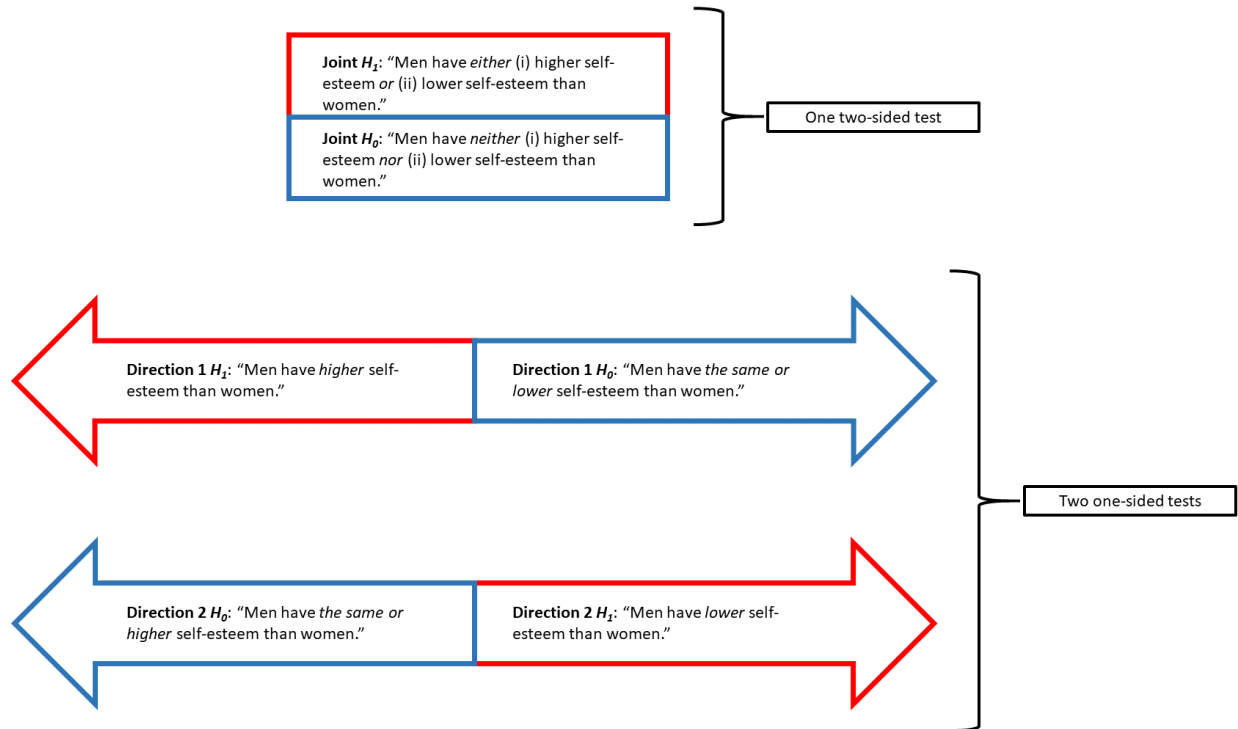 Joint H₁: “Men have either (i) higher self-
esteem or (ii) lower self-esteem than
women.”
Joint H₀: “Men have neither (i) higher self-
esteem nor (ii) lower self-esteem than
women.”
One two-sided test
Direction 1 H₁: “Men have higher self-
esteem than women.”
Direction 1 H₀: “Men have the same or
lower self-esteem than women.”
Two one-sided tests
Direction 2 H₀: “Men have the same or
higher self-esteem than women.”
Direction 2 H₁: “Men have lower self-
esteem than women.”